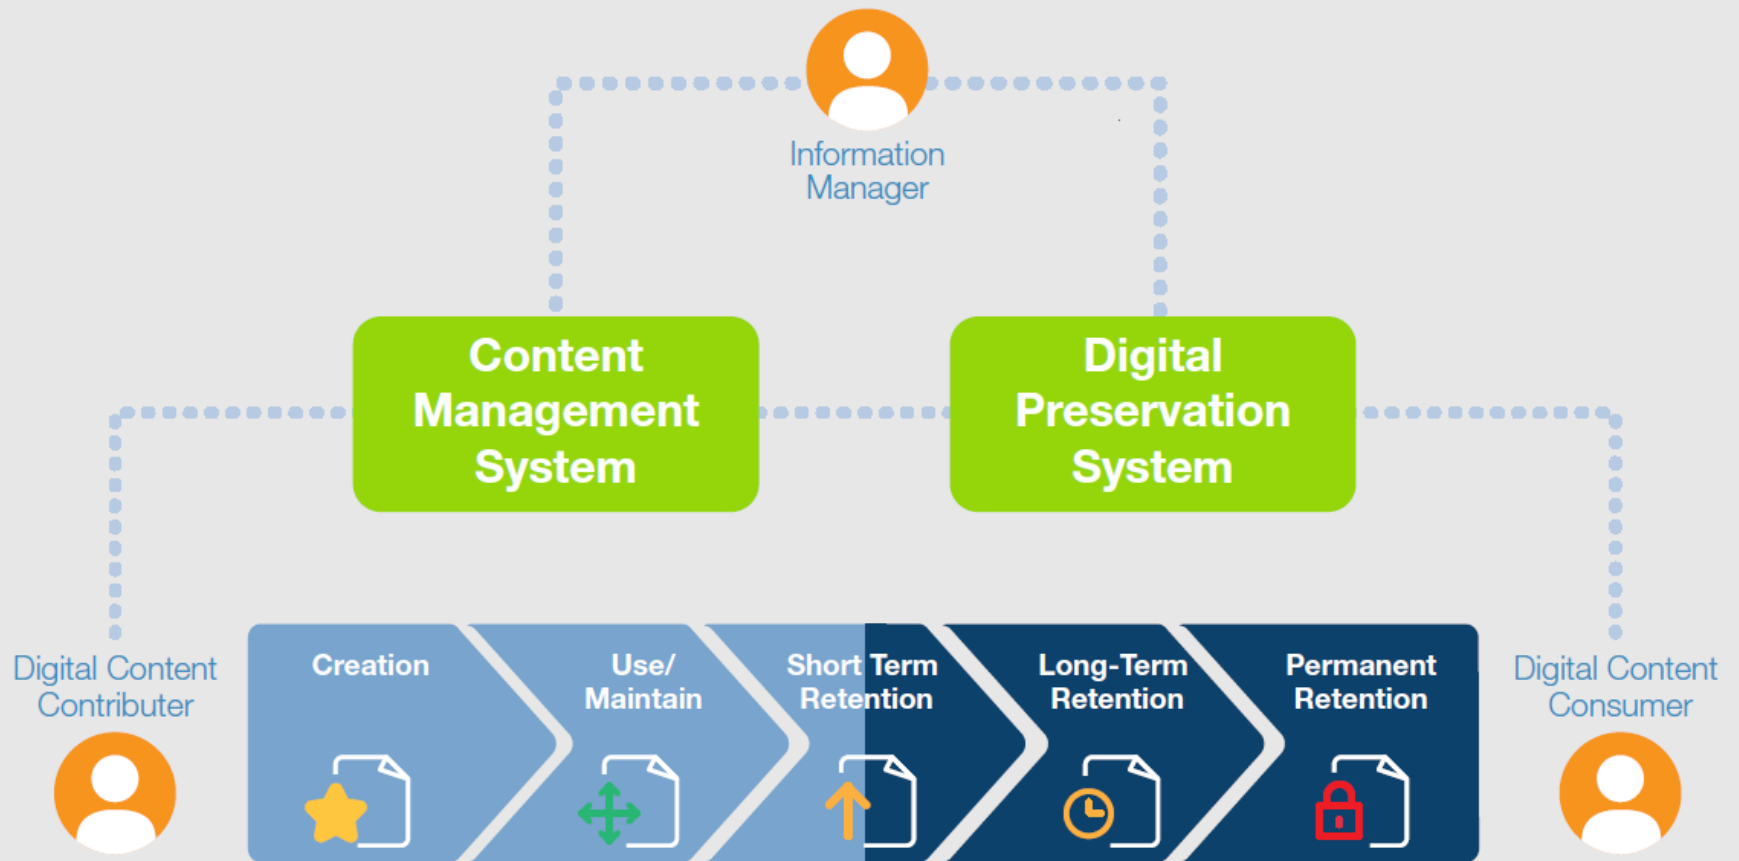 Information
Manager
Content
Management
System
Digital
Preservation
System
Digital Content
Contributer
Creation
Use/
Maintain
Short Term
Retention
Long-Term
Retention
Permanent
Retention
Digital Content
Consumer